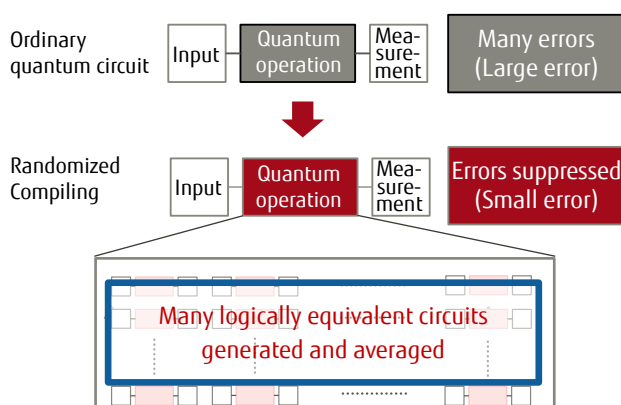 Ordinary
quantum circuit
Input
Quantum
operation
Mea-
sure-
ment
Many errors
(Large error)
Randomized
Compiling
Input
Quantum
operation
Mea-
sure-
ment
Errors suppressed
(Small error)
Many logically equivalent circuits
generated and averaged